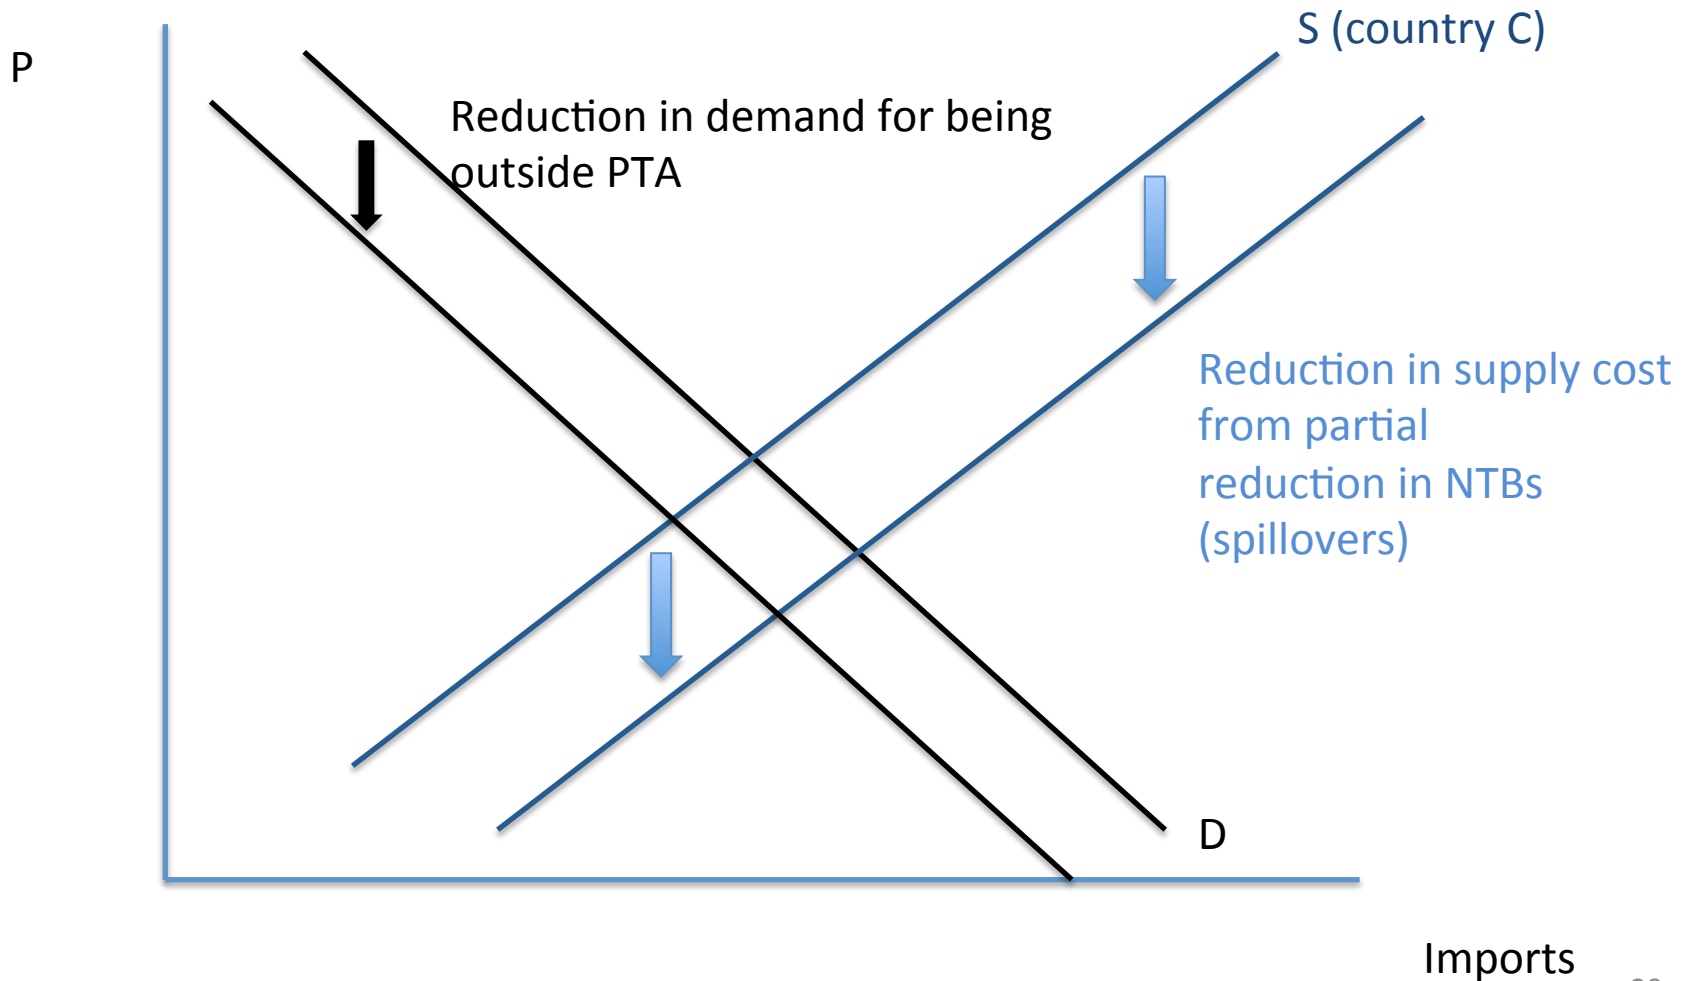 S (country C)
P
Reduction in demand for being
outside PTA
Reduction in supply cost
from partial
reduction in NTBs
(spillovers)
D
Imports